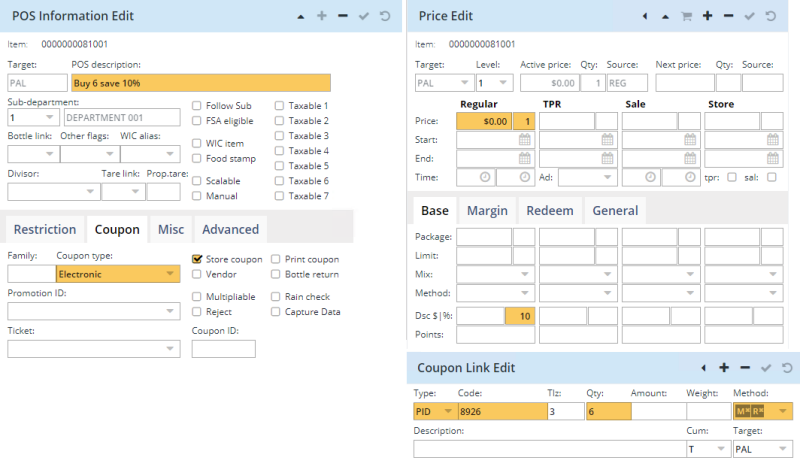 POS Information Edit
Item: 0000000081001
Target: POS description:
PAL Buy 6 save 10%
Sub-department:
1 DEPARTMENT 001
Bottle link: Other flags: WIC alias:
Divisor: Tare link: Prop.tare:
Follow Sub
FSA eligible
WIC item
Food stamp
Scalable
Manual
Taxable 1
Taxable 2
Taxable 3
Taxable 4
Taxable 5
Taxable 6
Taxable 7
Restriction Coupon Misc Advanced
Family: Coupon type:
Electronic
Promotion ID:
Ticket:
Store coupon Print coupon
Vendor Bottle return
Multipliable Rain check
Reject Capture Data
Coupon ID:
Price Edit
Item: 0000000081001
Target: Level: Active price: Qty: Source: Next price: Qty: Source:
PAL 1 $0.00 1 REG
Regular TPR Sale Store
Price: $0.00 1
Start:
End:
Time: Ad: tpr: sal:
Base Margin Redeem General
Package:
Limit:
Mix:
Method:
Dsc $|%: 10
Points:
Coupon Link Edit
Type: Code: Tlz: Qty: Amount: Weight: Method:
PID 8926 3 6 M× R×
Description: Cum: Target:
T PAL